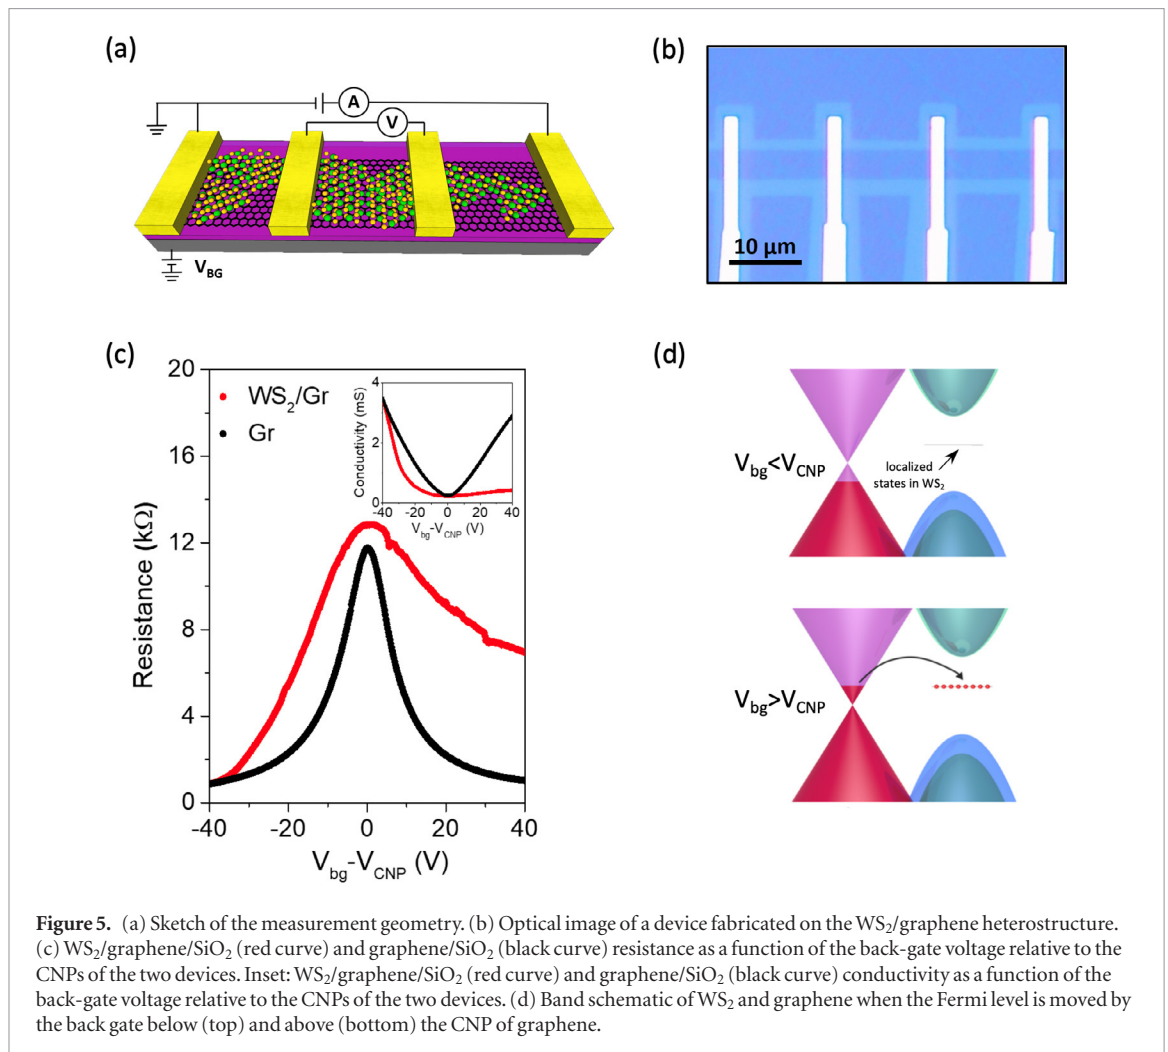 (a)
A
V
V_BG
(b)
10 µm
(c)
20
16
12
8
4
0
Resistance (kΩ)
WS₂/Gr
Gr
-40 -20 0 20 40
V_bg-V_CNP (V)
4
2
0
Conductivity (mS)
-40 -20 0 20 40
V_bg-V_CNP (V)
(d)
V_bg<V_CNP
localized
states in WS₂
V_bg>V_CNP
Figure 5. (a) Sketch of the measurement geometry. (b) Optical image of a device fabricated on the WS₂/graphene heterostructure.
(c) WS₂/graphene/SiO₂ (red curve) and graphene/SiO₂ (black curve) resistance as a function of the back-gate voltage relative to the
CNPs of the two devices. Inset: WS₂/graphene/SiO₂ (red curve) and graphene/SiO₂ (black curve) conductivity as a function of the
back-gate voltage relative to the CNPs of the two devices. (d) Band schematic of WS₂ and graphene when the Fermi level is moved by
the back gate below (top) and above (bottom) the CNP of graphene.